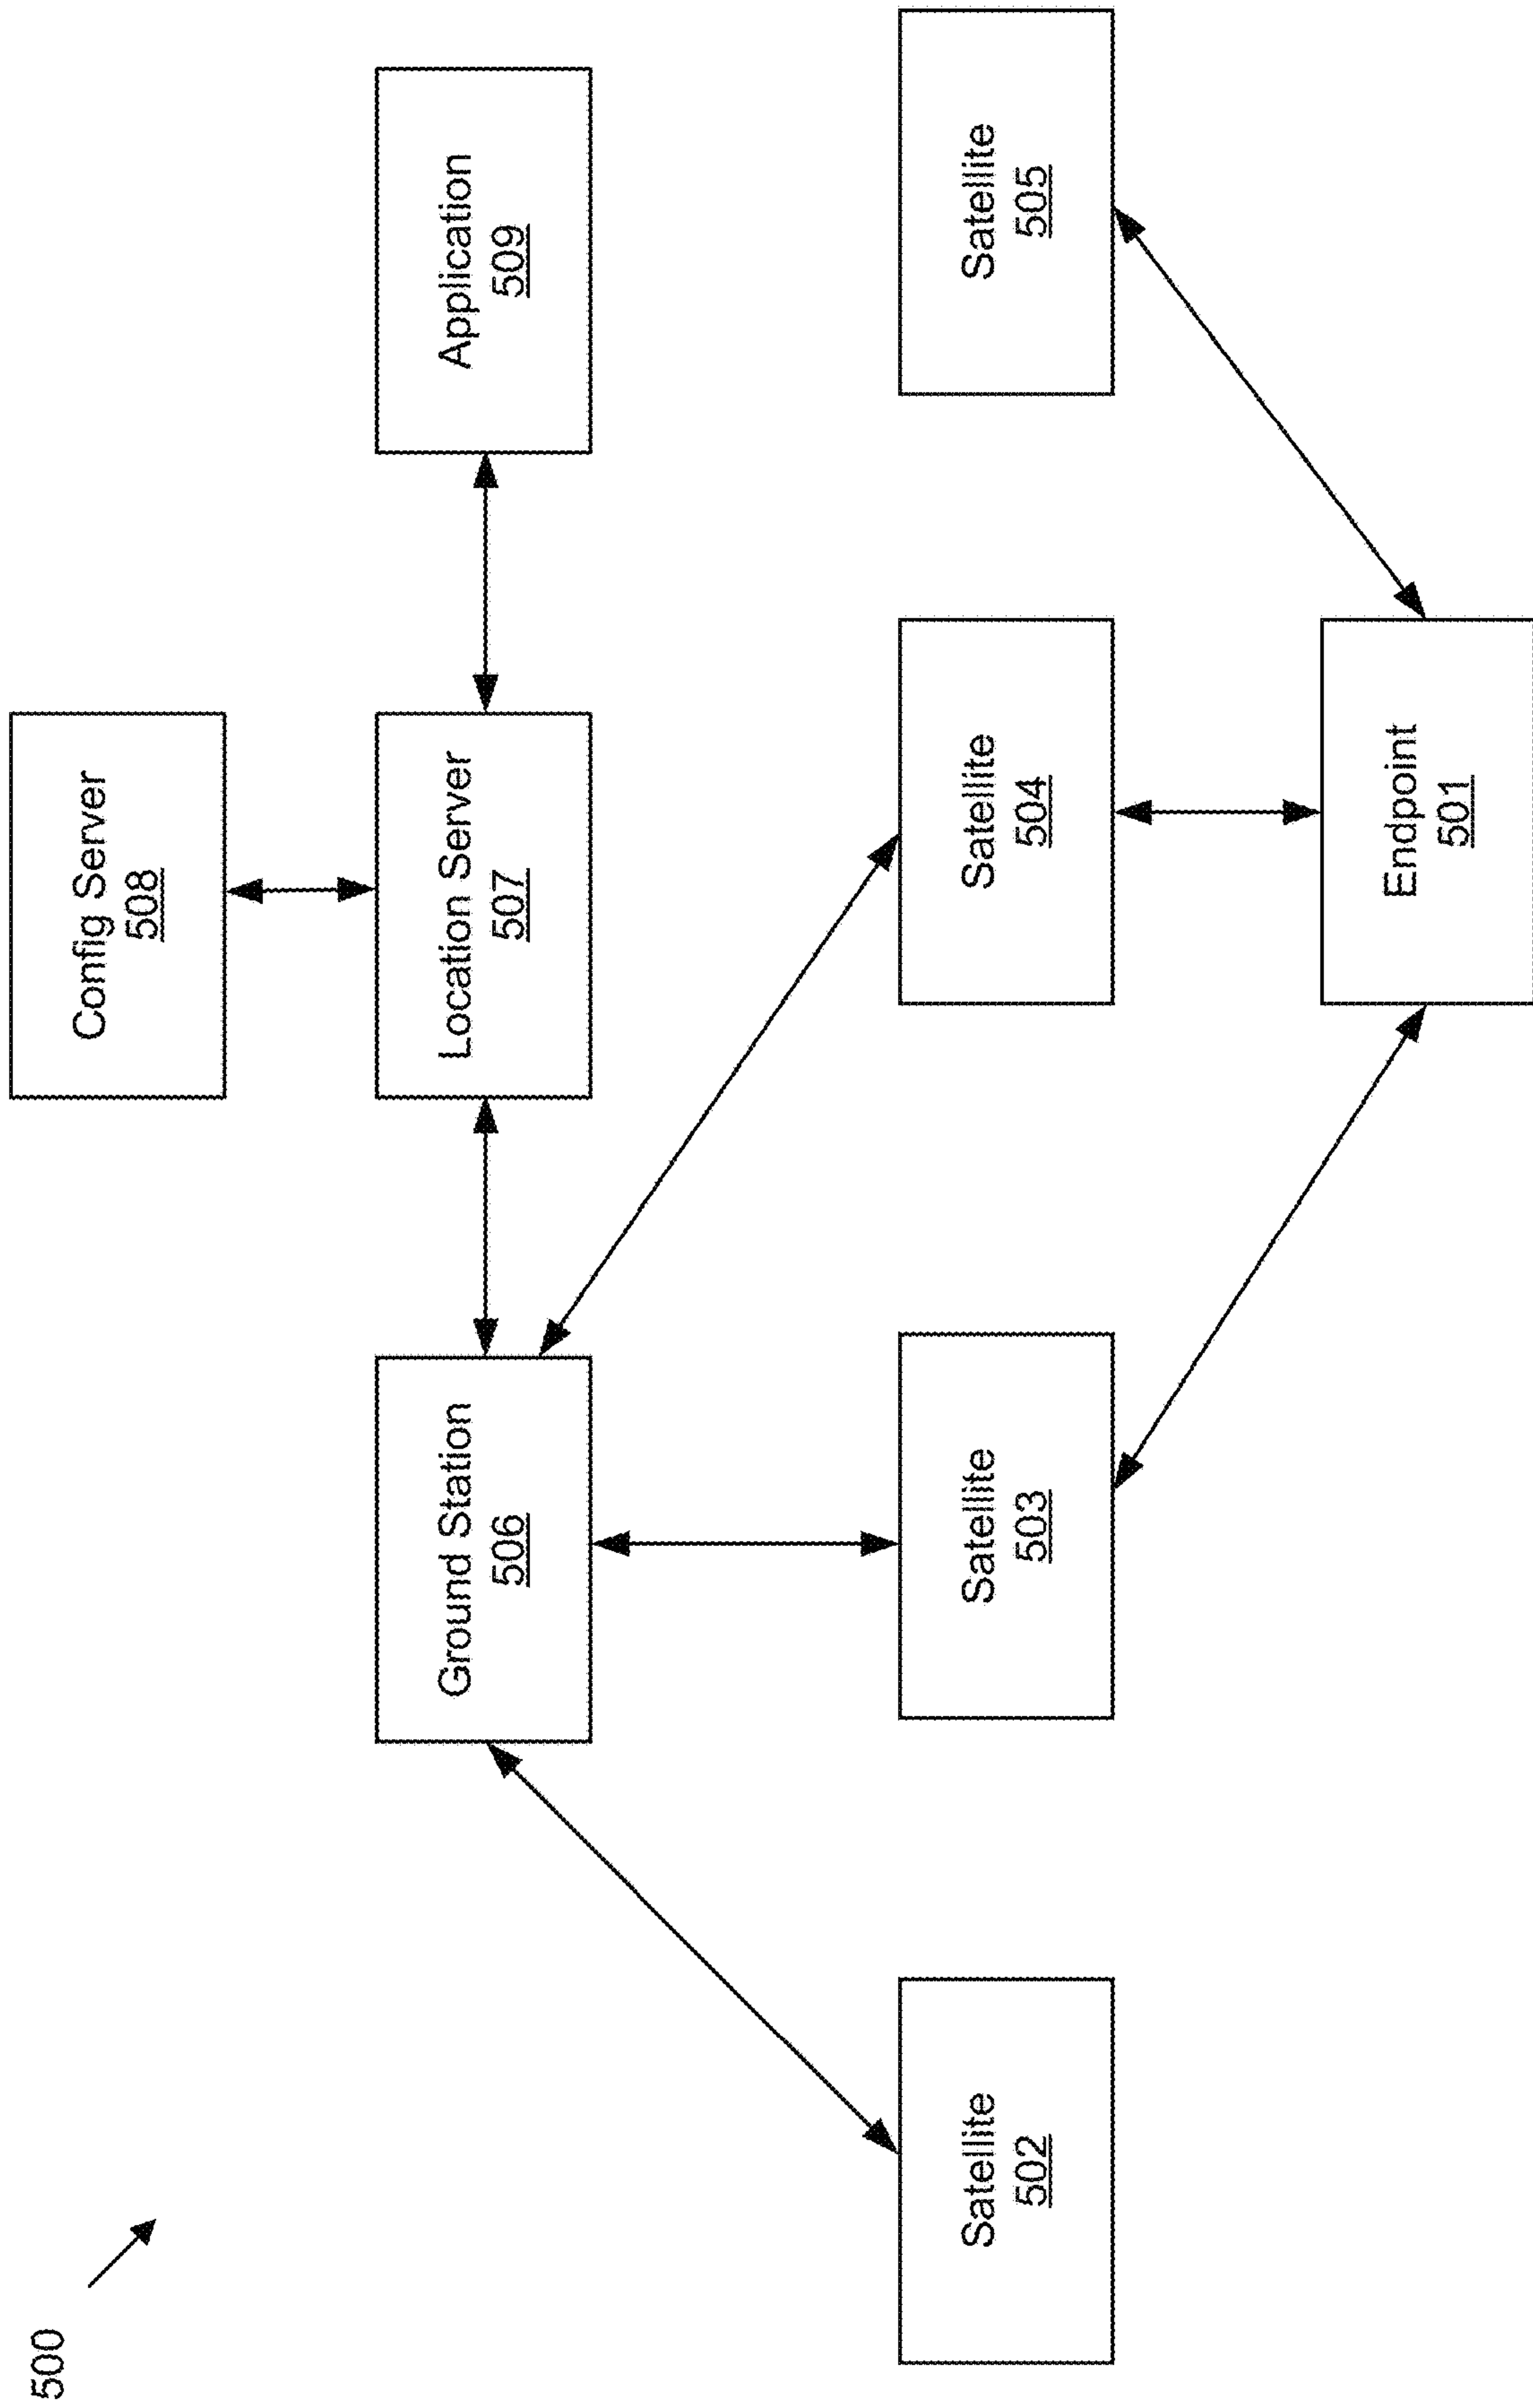 500
Config Server
508
Ground Station
506
Location Server
507
Application
509
Satellite
502
Satellite
503
Satellite
504
Satellite
505
Endpoint
501